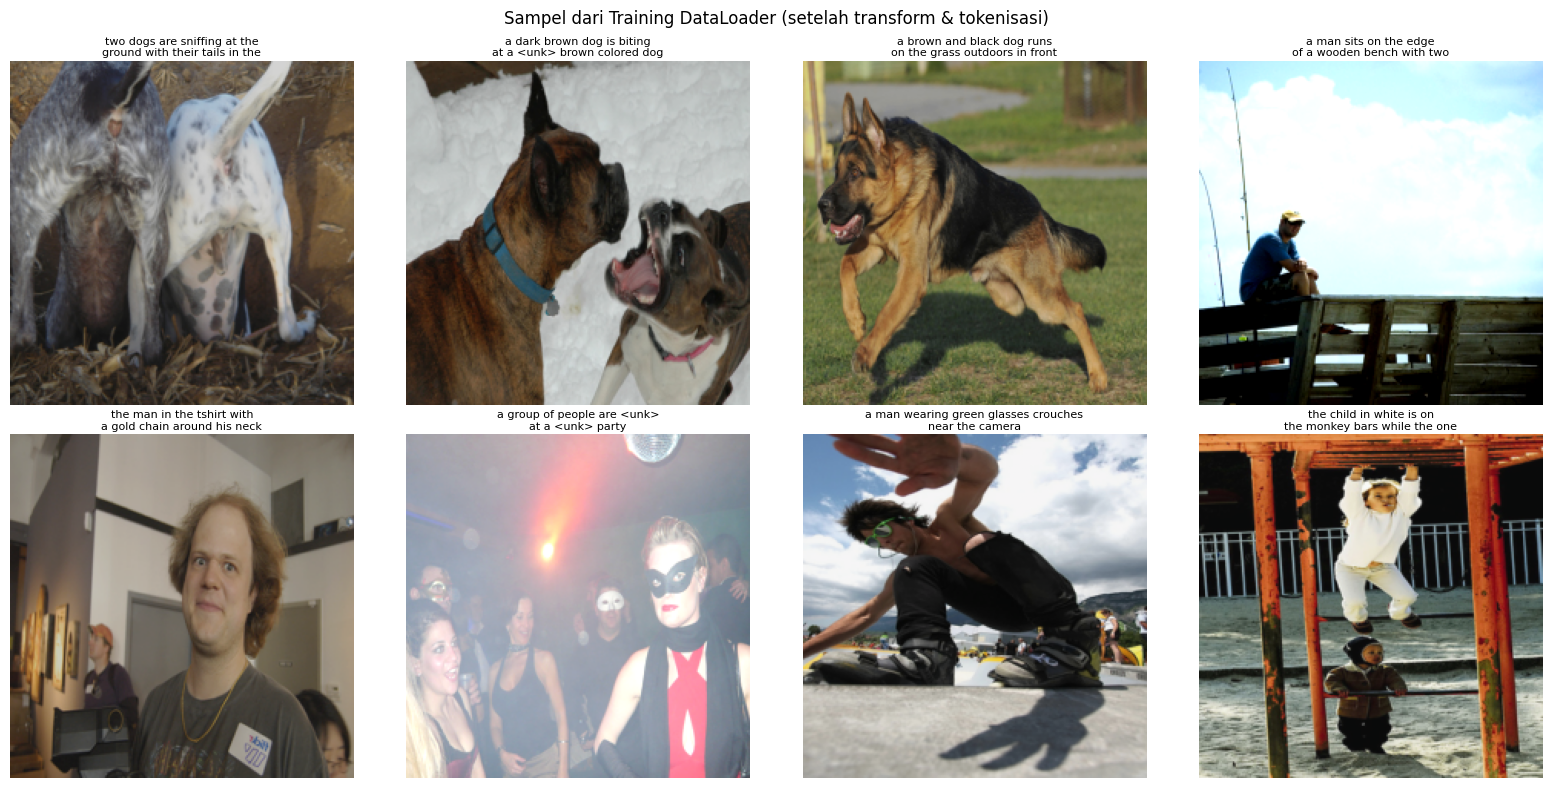 Sampel dari Training DataLoader (setelah transform & tokenisasi)
two dogs are sniffing at the
ground with their tails in the
a dark brown dog is biting
at a <unk> brown colored dog
a brown and black dog runs
on the grass outdoors in front
a man sits on the edge
of a wooden bench with two
the man in the tshirt with
a gold chain around his neck
a group of people are <unk>
at a <unk> party
a man wearing green glasses crouches
near the camera
the child in white is on
the monkey bars while the one